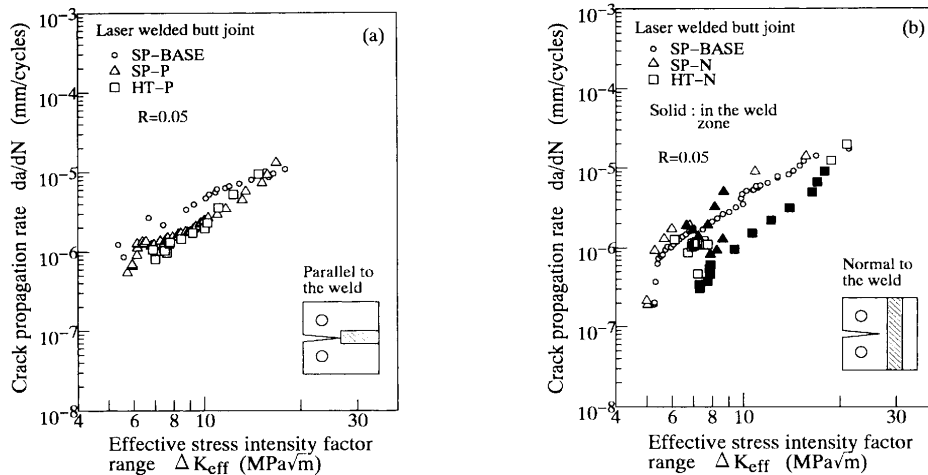 Laser welded butt joint
(a)
SP-BASE
SP-P
HT-P
R=0.05
10⁻³
10⁻⁴
10⁻⁵
10⁻⁶
10⁻⁷
10⁻⁸
Crack propagation rate da/dN (mm/cycles)
Parallel to
the weld
4 6 8 10 30
Effective stress intensity factor
range Δ Keff (MPa√m)
Laser welded butt joint
(b)
SP-BASE
SP-N
HT-N
Solid : in the weld
zone
R=0.05
10⁻³
10⁻⁴
10⁻⁵
10⁻⁶
10⁻⁷
10⁻⁸
Crack propagation rate da/dN (mm/cycles)
Normal to
the weld
4 6 8 10 30
Effective stress intensity factor
range Δ Keff (MPa√m)